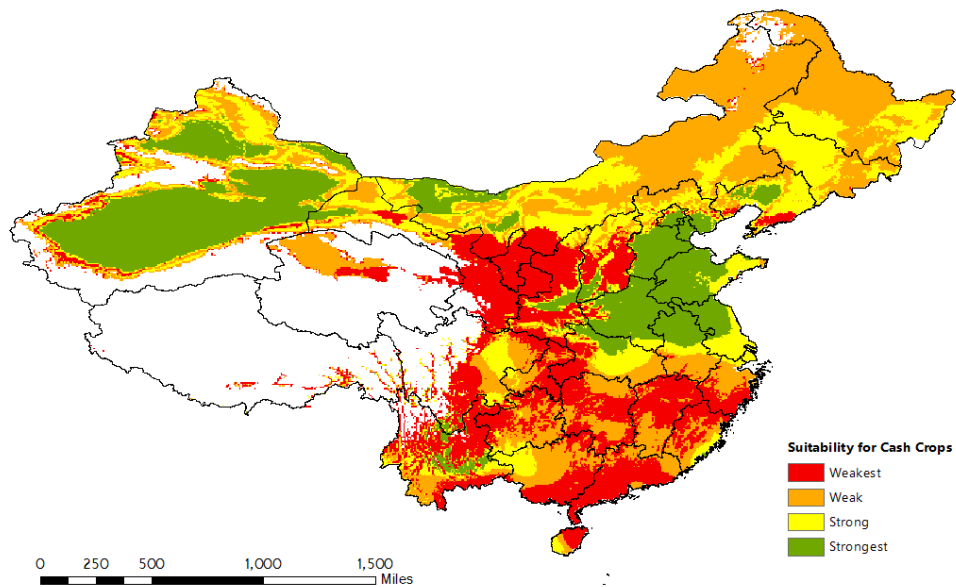 Suitability for Cash Crops
Weakest
Weak
Strong
Strongest
0 250 500 1,000 1,500
Miles